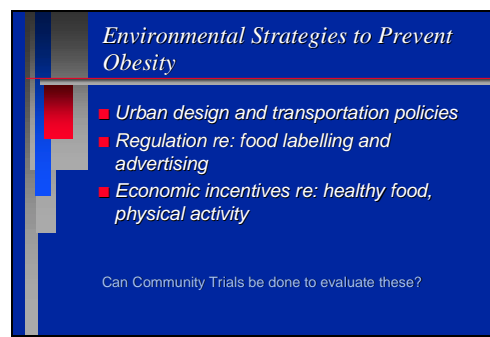 Environmental Strategies to Prevent
Obesity
Urban design and transportation policies
Regulation re: food labelling and
advertising
Economic incentives re: healthy food,
physical activity
Can Community Trials be done to evaluate these?